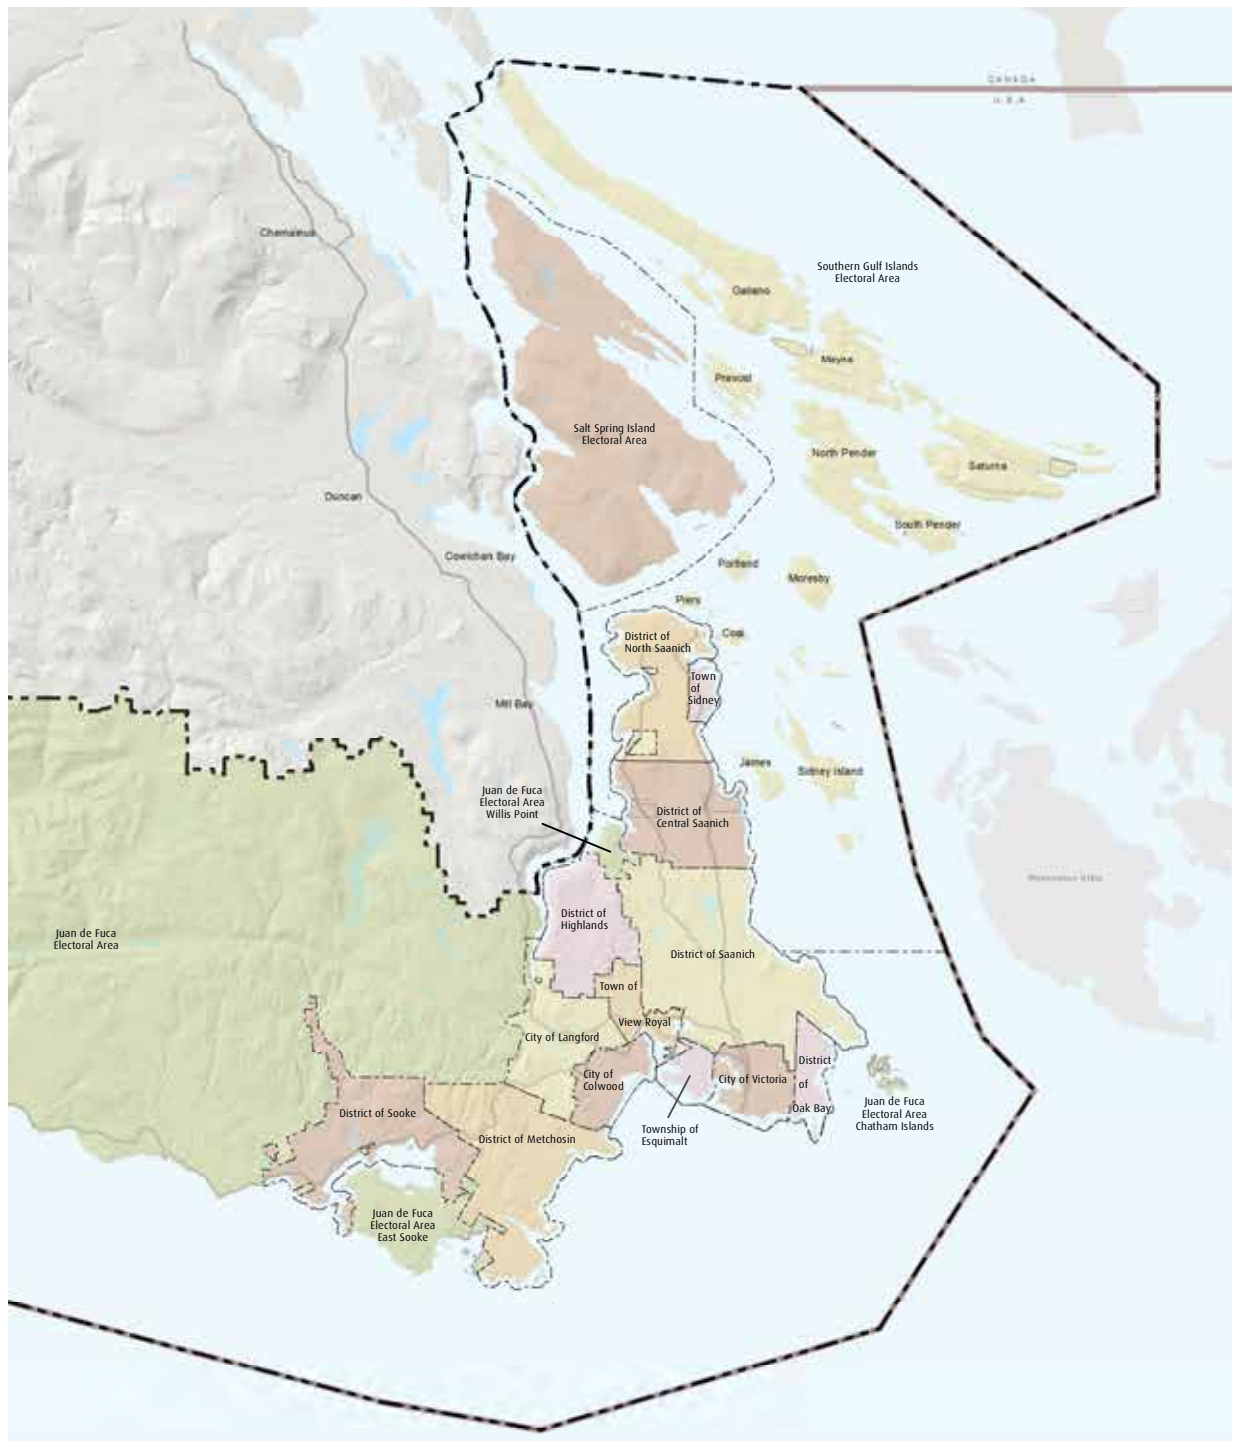 CANADA
U.S.A
Chemainus
Southern Gulf Islands
Electoral Area
Galiano
Mayne
Prevost
Salt Spring Island
Electoral Area
North Pender
Saturna
Duncan
South Pender
Cowichan Bay
Portland
Moresby
Piers
District of
North Saanich
Coal
Town
of
Sidney
Mill Bay
James
Sidney Island
Juan de Fuca
Electoral Area
Willis Point
District of
Central Saanich
District of
Highlands
Juan de Fuca
Electoral Area
District of Saanich
Town of
View Royal
City of Langford
City of
Colwood
City of Victoria
District
of
Oak Bay
Juan de Fuca
Electoral Area
Chatham Islands
District of Sooke
District of Metchosin
Township of
Esquimalt
Juan de Fuca
Electoral Area
East Sooke